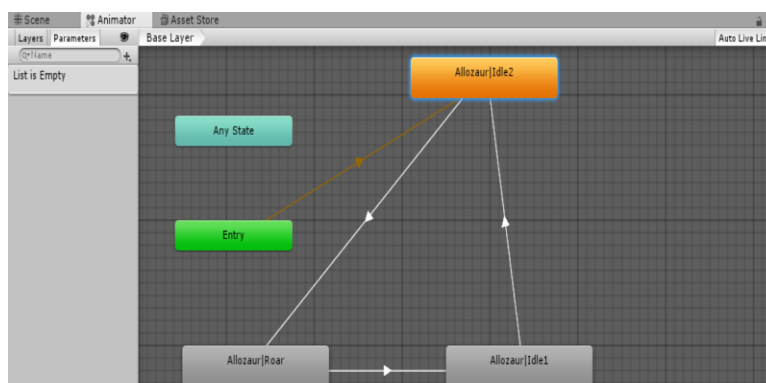 Scene Animator Asset Store
Layers Parameters Base Layer Auto Live Lin
Name
List is Empty
Allozaur|Idle2
Any State
Entry
Allozaur|Roar Allozaur|Idle1